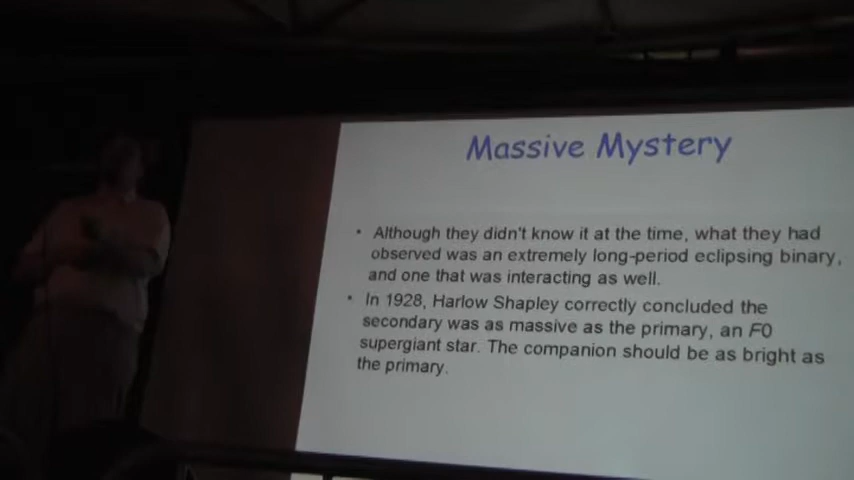 Massive Mystery
• Although they didn't know it at the time, what they had
observed was an extremely long-period eclipsing binary,
and one that was interacting as well.
• In 1928, Harlow Shapley correctly concluded the
secondary was as massive as the primary, an F0
supergiant star. The companion should be as bright as
the primary.